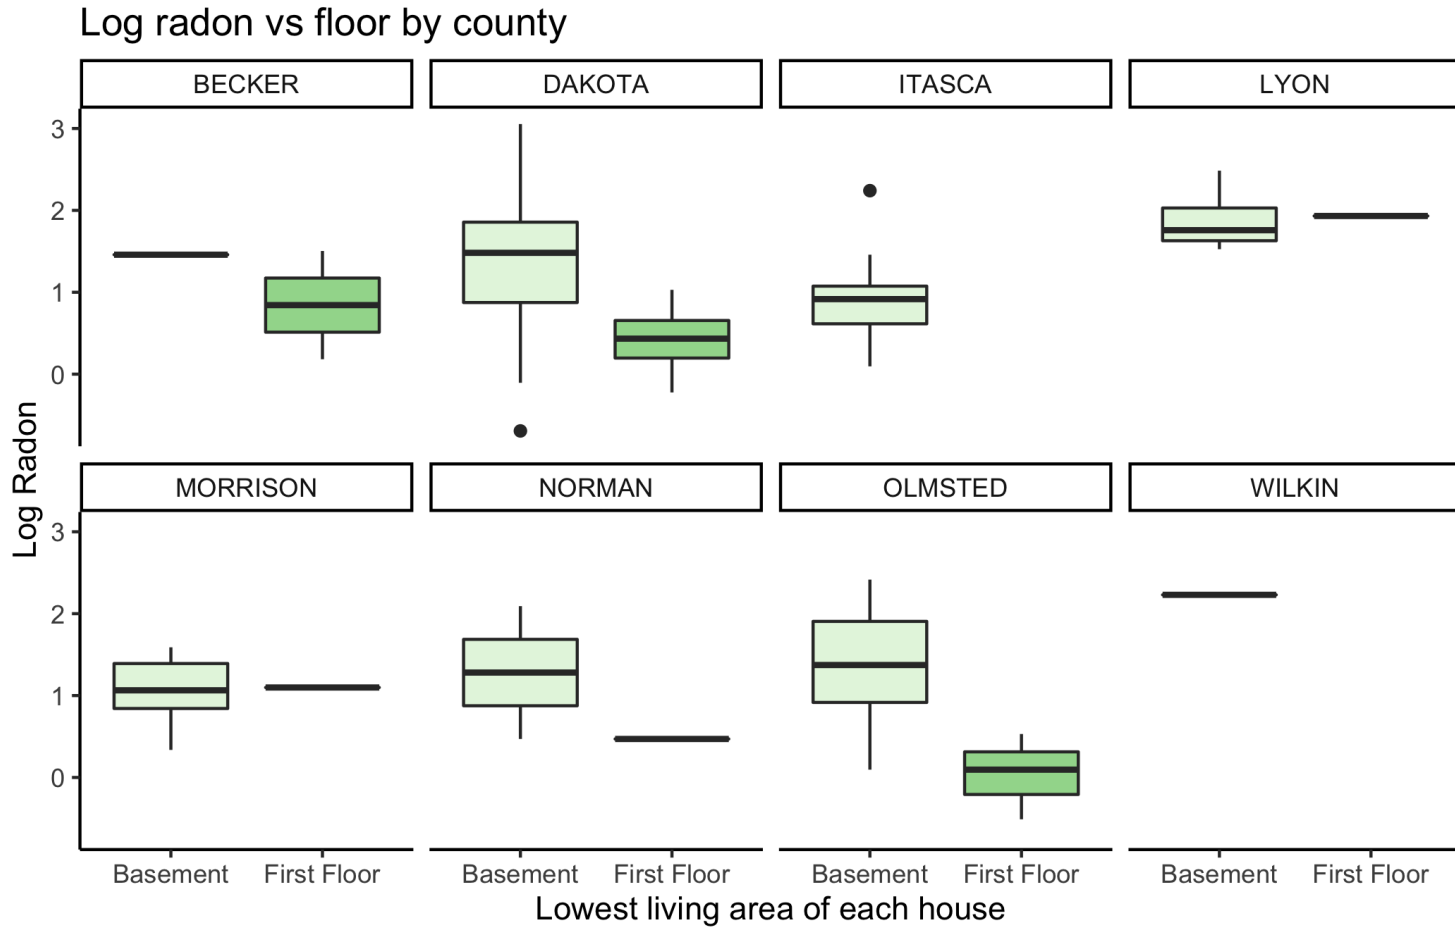 Log radon vs floor by county
BECKER DAKOTA ITASCA LYON
3
2
1
0
Log Radon
MORRISON NORMAN OLMSTED WILKIN
3
2
1
0
Basement First Floor Basement First Floor Basement First Floor Basement First Floor
Lowest living area of each house